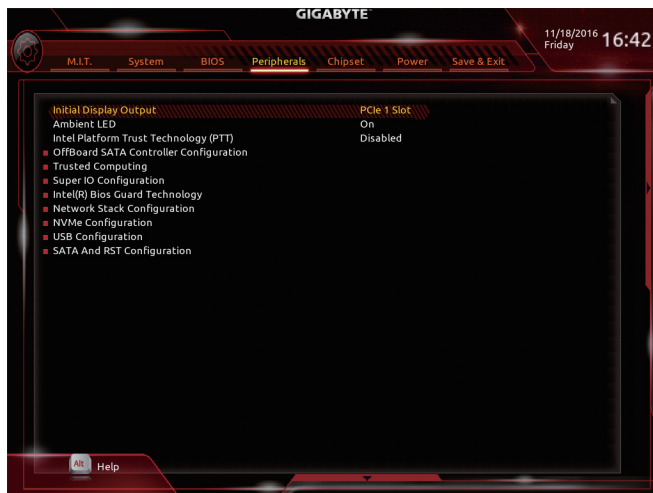 GIGABYTE™
11/18/2016
Friday
16:42
M.I.T. System BIOS Peripherals Chipset Power Save & Exit
Initial Display Output PCIe 1 Slot
Ambient LED On
Intel Platform Trust Technology (PTT) Disabled
OffBoard SATA Controller Configuration
Trusted Computing
Super IO Configuration
Intel(R) Bios Guard Technology
Network Stack Configuration
NVMe Configuration
USB Configuration
SATA And RST Configuration
Alt Help